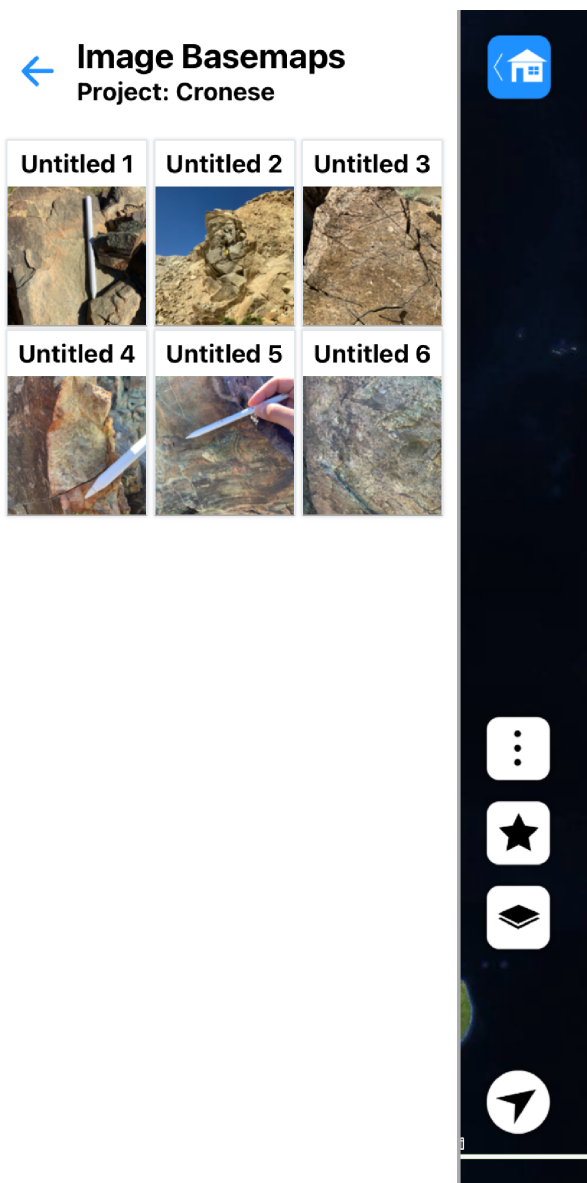 Image Basemaps
Project: Cronese
Untitled 1
Untitled 2
Untitled 3
Untitled 4
Untitled 5
Untitled 6